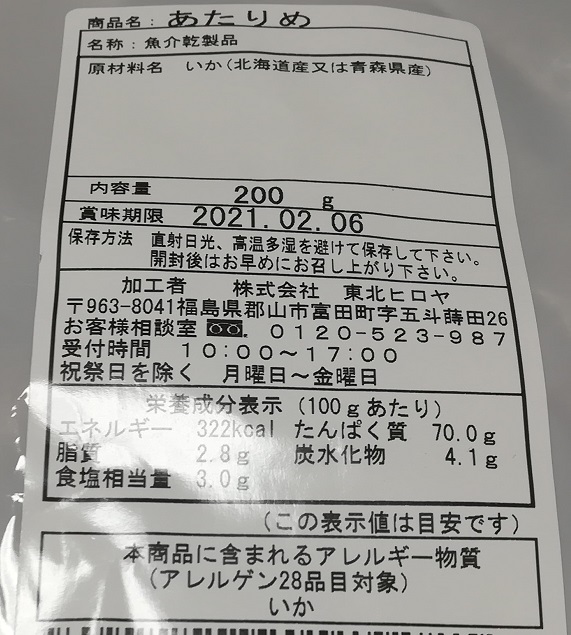 商品名：あたりめ
名称：魚介乾製品
原材料名　いか（北海道産又は青森県産）
内容量　200　g
賞味期限　2021.02.06
保存方法　直射日光、高温多湿を避けて保存して下さい。
開封後はお早めにお召し上がり下さい。
加工者　株式会社　東北ヒロヤ
〒963-8041福島県郡山市富田町字五斗蒔田26
お客様相談室　０１２０-５２３-９８７
受付時間　１０:００～１７:００
祝祭日を除く　月曜日～金曜日
栄養成分表示（100gあたり）
エネルギー　322kcal　たんぱく質　70.0g
脂質　2.8g　炭水化物　4.1g
食塩相当量　3.0g
（この表示値は目安です）
本商品に含まれるアレルギー物質
（アレルゲン28品目対象）
いか